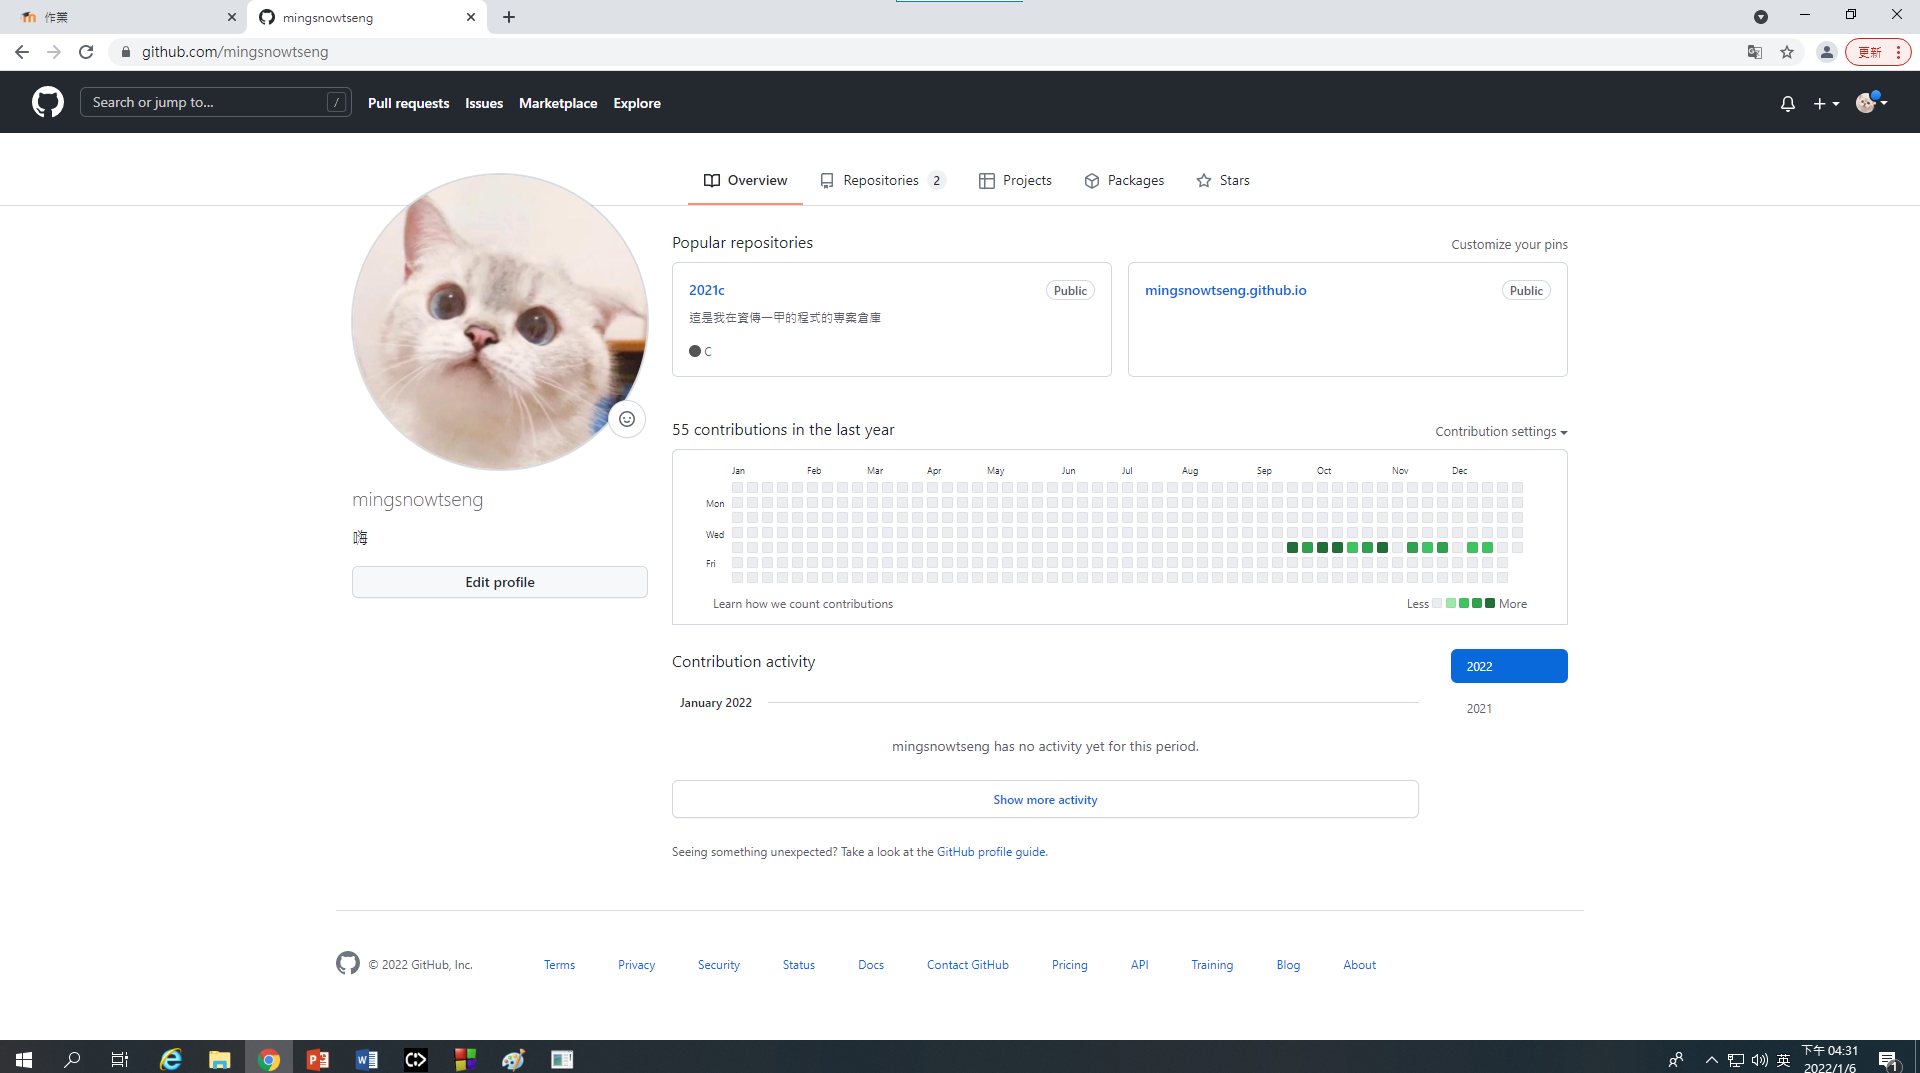 作業
mingsnowtseng
github.com/mingsnowtseng
更新
Search or jump to...
/
Pull requests
Issues
Marketplace
Explore
Overview
Repositories 2
Projects
Packages
Stars
Popular repositories
Customize your pins
2021c
Public
這是我在資傳一甲的程式的專案倉庫
C
mingsnowtseng.github.io
Public
mingsnowtseng
嗨
Edit profile
55 contributions in the last year
Contribution settings
Jan Feb Mar Apr May Jun Jul Aug Sep Oct Nov Dec
Mon
Wed
Fri
Learn how we count contributions
Less More
Contribution activity
2022
2021
January 2022
mingsnowtseng has no activity yet for this period.
Show more activity
Seeing something unexpected? Take a look at the GitHub profile guide.
© 2022 GitHub, Inc.
Terms
Privacy
Security
Status
Docs
Contact GitHub
Pricing
API
Training
Blog
About
英
下午 04:31
2022/1/6
1